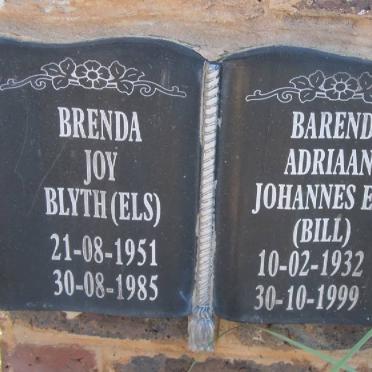 BRENDA
JOY
BLYTH (ELS)
21-08-1951
30-08-1985
BAREND
ADRIAAN
JOHANNES
(BILL)
10-02-1932
30-10-1999